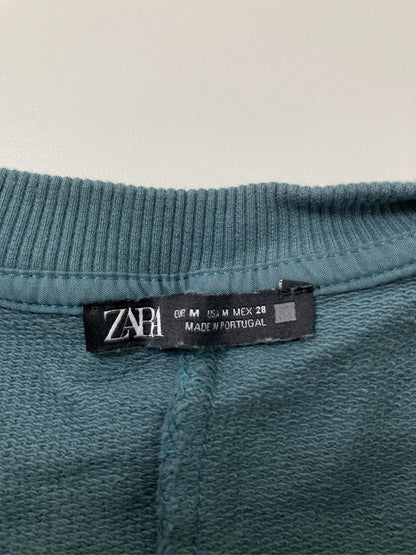 ZARA
EUR M USA M MEX 28
MADE IN PORTUGAL